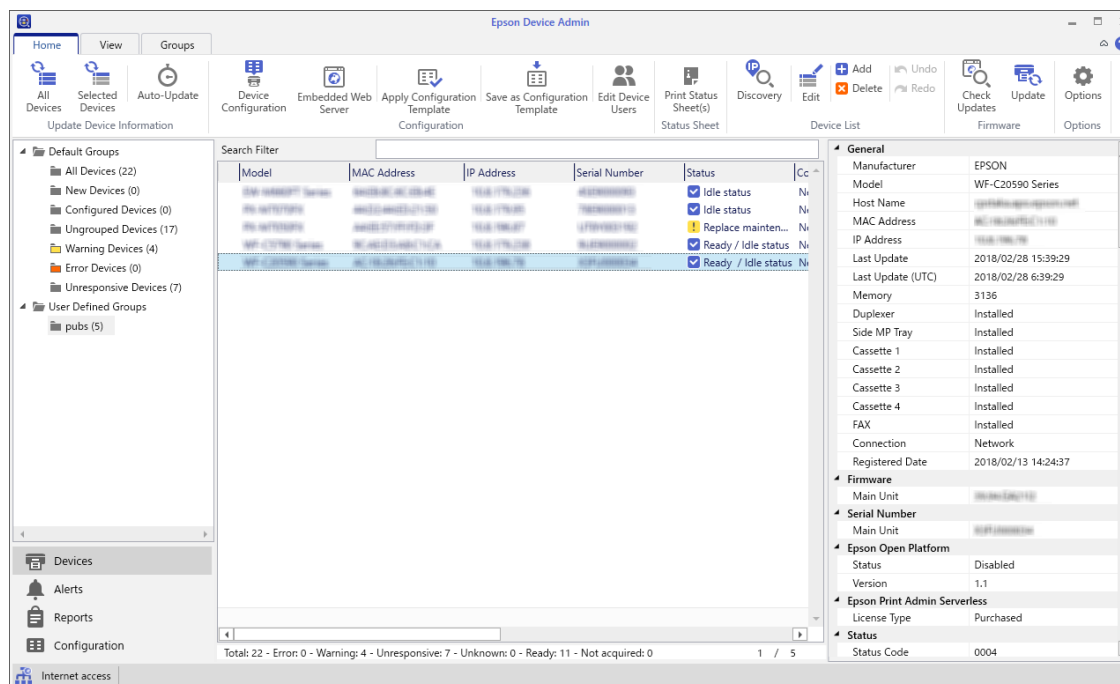 Epson Device Admin
Home View Groups
All Devices
Selected Devices
Auto-Update
Device Configuration
Embedded Web Server
Apply Configuration Template
Save as Configuration Template
Edit Device Users
Print Status Sheet(s)
IP
Discovery
Edit
Add
Delete
Undo
Redo
Check Updates
Update
Options
Update Device Information Configuration Status Sheet Device List Firmware Options
Default Groups
All Devices (22)
New Devices (0)
Configured Devices (0)
Ungrouped Devices (17)
Warning Devices (4)
Error Devices (0)
Unresponsive Devices (7)
User Defined Groups
pubs (5)
Devices
Alerts
Reports
Configuration
Search Filter
Model MAC Address IP Address Serial Number Status
Idle status
Idle status
Replace mainten...
Ready / Idle status
Ready / Idle status
Total: 22 - Error: 0 - Warning: 4 - Unresponsive: 7 - Unknown: 0 - Ready: 11 - Not acquired: 0 1 / 5
General
Manufacturer EPSON
Model WF-C20590 Series
Host Name
MAC Address
IP Address
Last Update 2018/02/28 15:39:29
Last Update (UTC) 2018/02/28 6:39:29
Memory 3136
Duplexer Installed
Side MP Tray Installed
Cassette 1 Installed
Cassette 2 Installed
Cassette 3 Installed
Cassette 4 Installed
FAX Installed
Connection Network
Registered Date 2018/02/13 14:24:37
Firmware
Main Unit
Serial Number
Main Unit
Epson Open Platform
Status Disabled
Version 1.1
Epson Print Admin Serverless
License Type Purchased
Status
Status Code 0004
Internet access